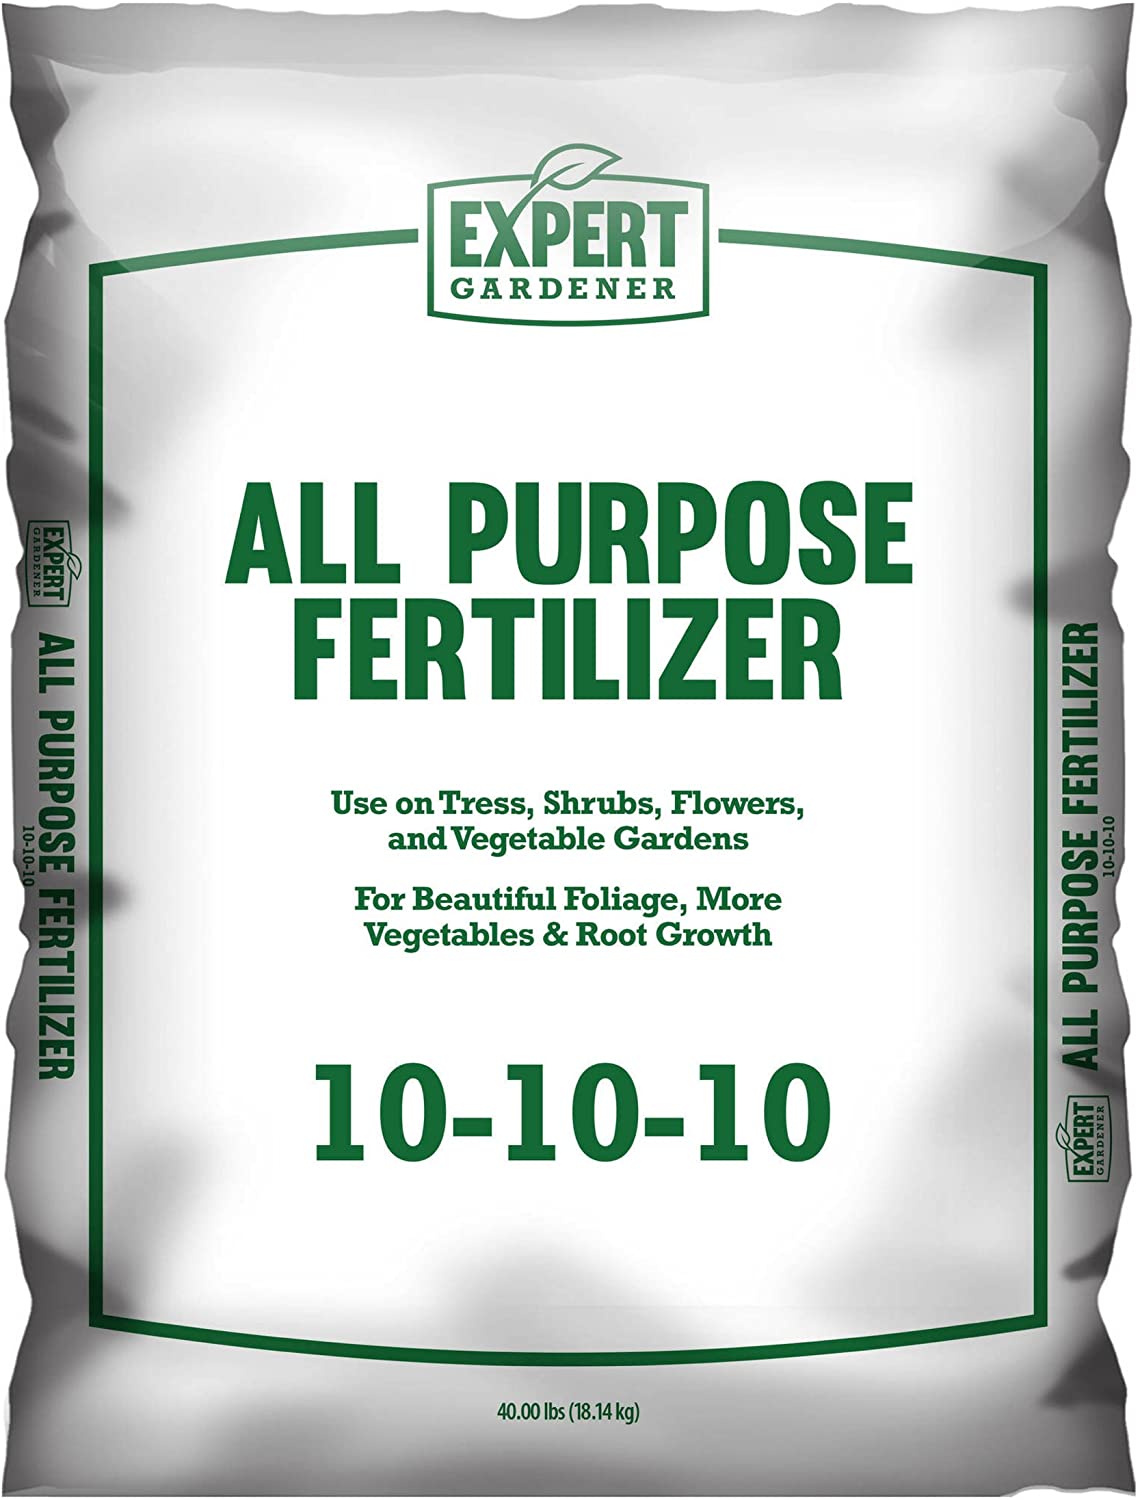 EXPERT
GARDENER
ALL PURPOSE
FERTILIZER
Use on Tress, Shrubs, Flowers,
and Vegetable Gardens
For Beautiful Foliage, More
Vegetables & Root Growth
10-10-10
40.00 lbs (18.14 kg)
EXPERT
GARDENER
ALL PURPOSE FERTILIZER
10-10-10
ALL PURPOSE FERTILIZER
10-10-10
EXPERT
GARDENER